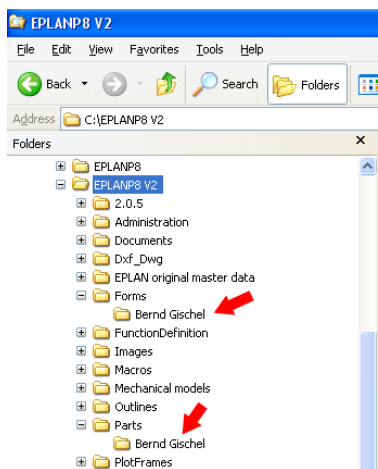 EPLANP8 V2
File Edit View Favorites Tools Help
Back Search Folders
Address C:\EPLANP8 V2
Folders x
EPLANP8
EPLANP8 V2
2.0.5
Administration
Documents
Dxf_Dwg
EPLAN original master data
Forms
Bernd Gischel
FunctionDefinition
Images
Macros
Mechanical models
Outlines
Parts
Bernd Gischel
PlotFrames